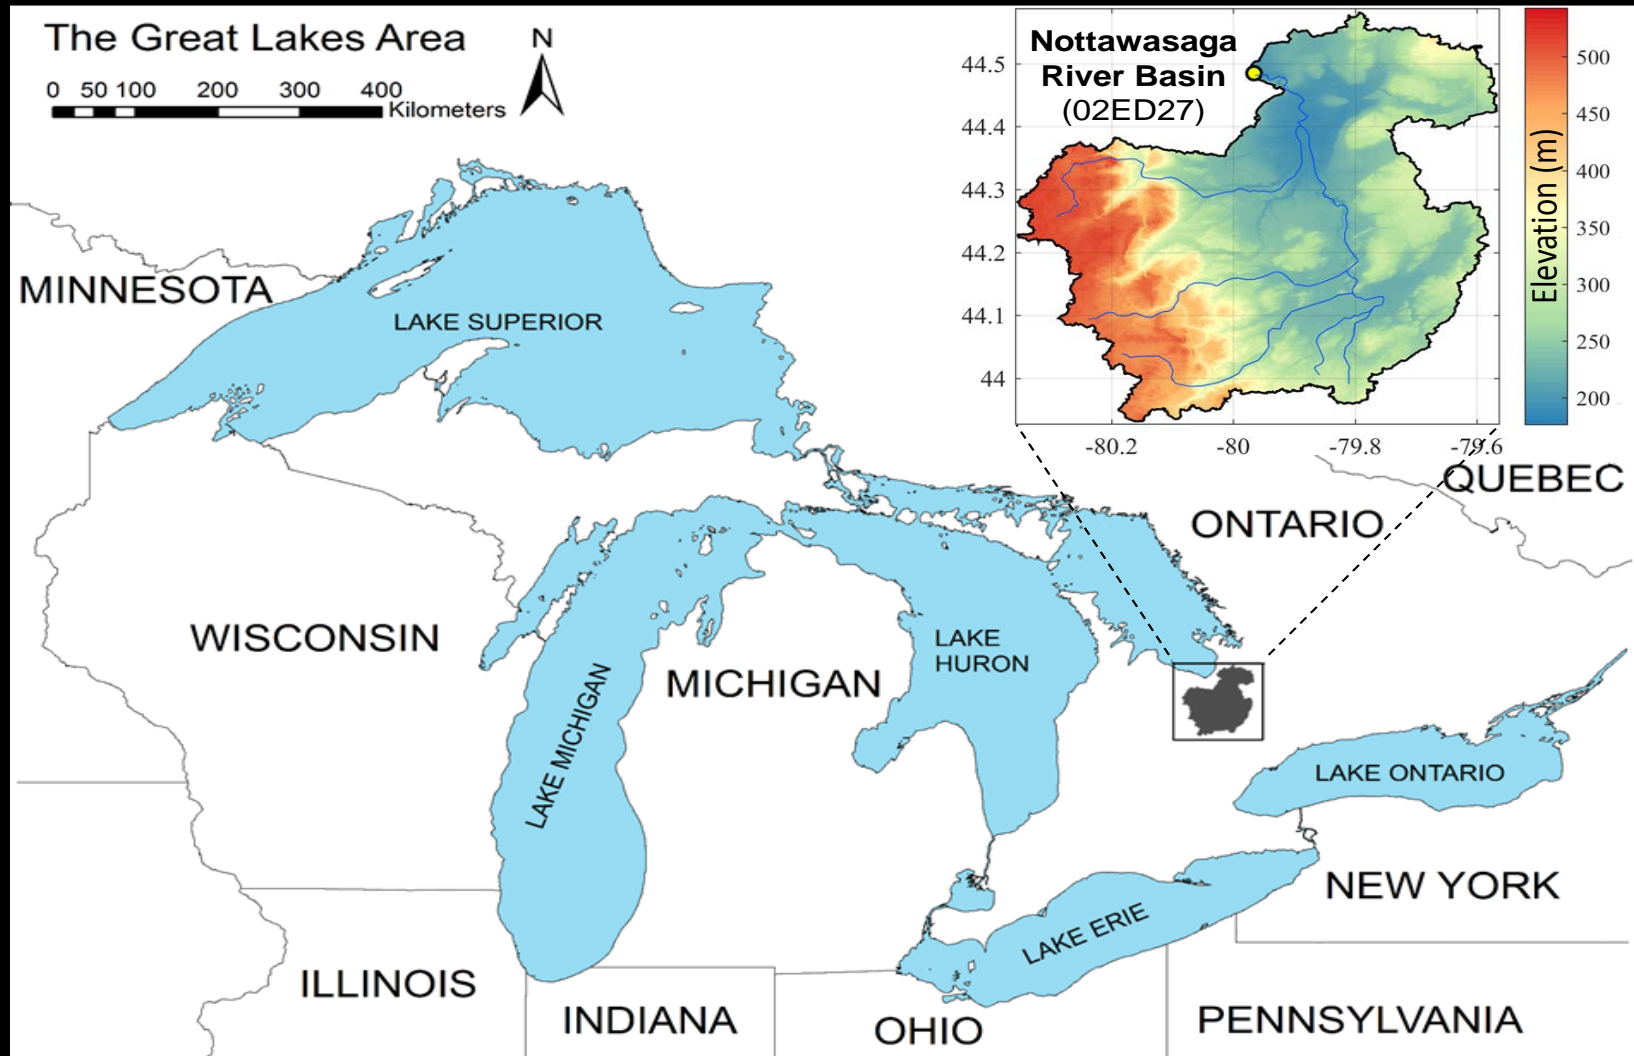 The Great Lakes Area
N
0 50 100 200 300 400
Kilometers
Nottawasaga
River Basin
(02ED27)
44.5
44.4
44.3
44.2
44.1
44
-80.2 -80 -79.8 -79.6
Elevation (m)
500
450
400
350
300
250
200
MINNESOTA
LAKE SUPERIOR
QUEBEC
ONTARIO
WISCONSIN
LAKE
HURON
MICHIGAN
LAKE MICHIGAN
LAKE ONTARIO
NEW YORK
LAKE ERIE
ILLINOIS
INDIANA
OHIO
PENNSYLVANIA